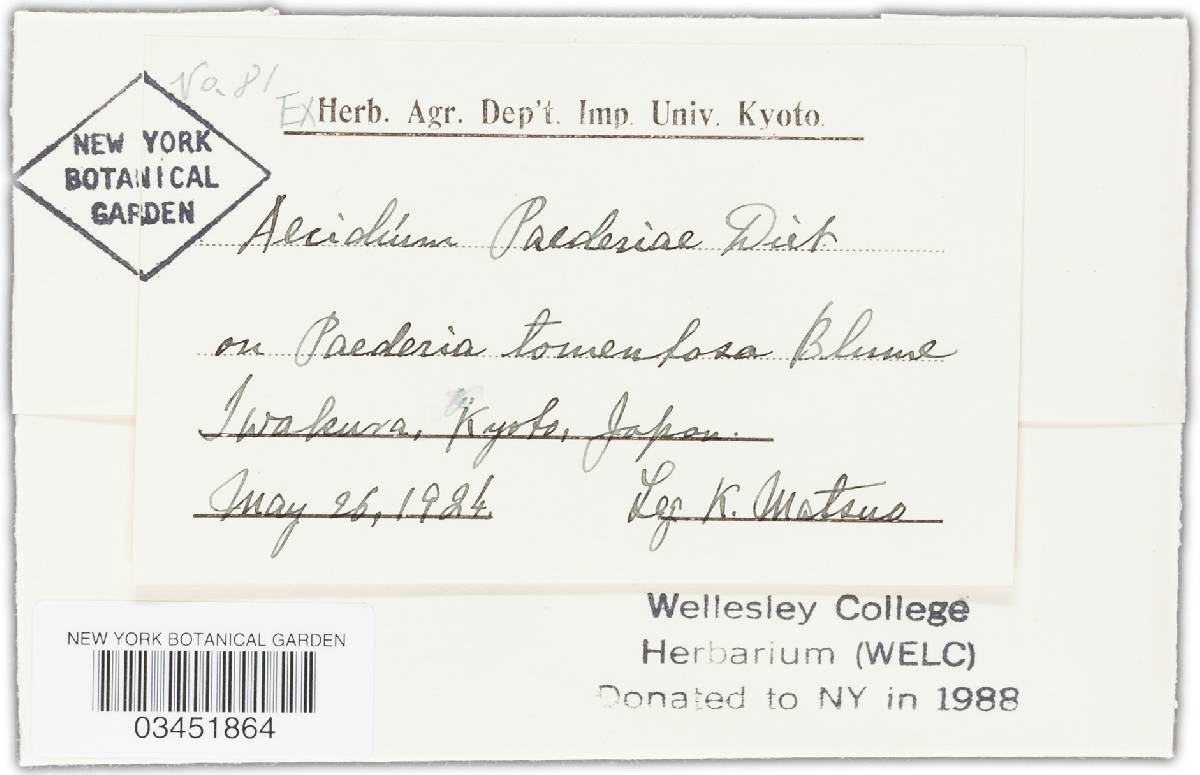 No. 81
Ex Herb. Agr. Dep't. Imp. Univ. Kyoto.
NEW YORK
BOTANICAL
GARDEN
Aecidium Paederiae Diet
on Paederia tomentosa Blume
Iwakura, Kyoto, Japan.
May 26, 1924. Leg K. Matsuo
Wellesley College
Herbarium (WELC)
Donated to NY in 1988
NEW YORK BOTANICAL GARDEN
03451864